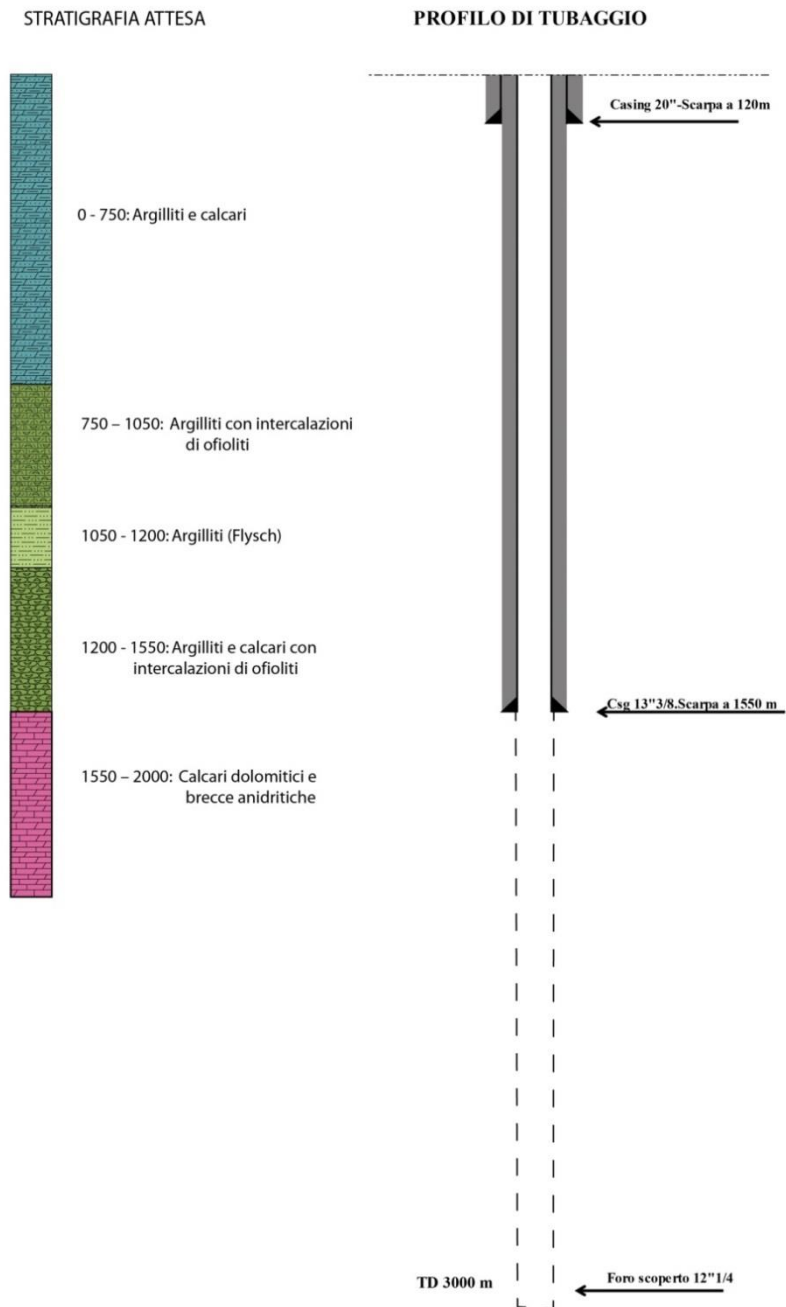 STRATIGRAFIA ATTESA
PROFILO DI TUBAGGIO
Casing 20"-Scarpa a 120m
0 - 750: Argilliti e calcari
750 – 1050: Argilliti con intercalazioni
di ofioliti
1050 - 1200: Argilliti (Flysch)
1200 - 1550: Argilliti e calcari con
intercalazioni di ofioliti
Csg 13"3/8.Scarpa a 1550 m
1550 – 2000: Calcari dolomitici e
brecce anidritiche
TD 3000 m
Foro scoperto 12"1/4